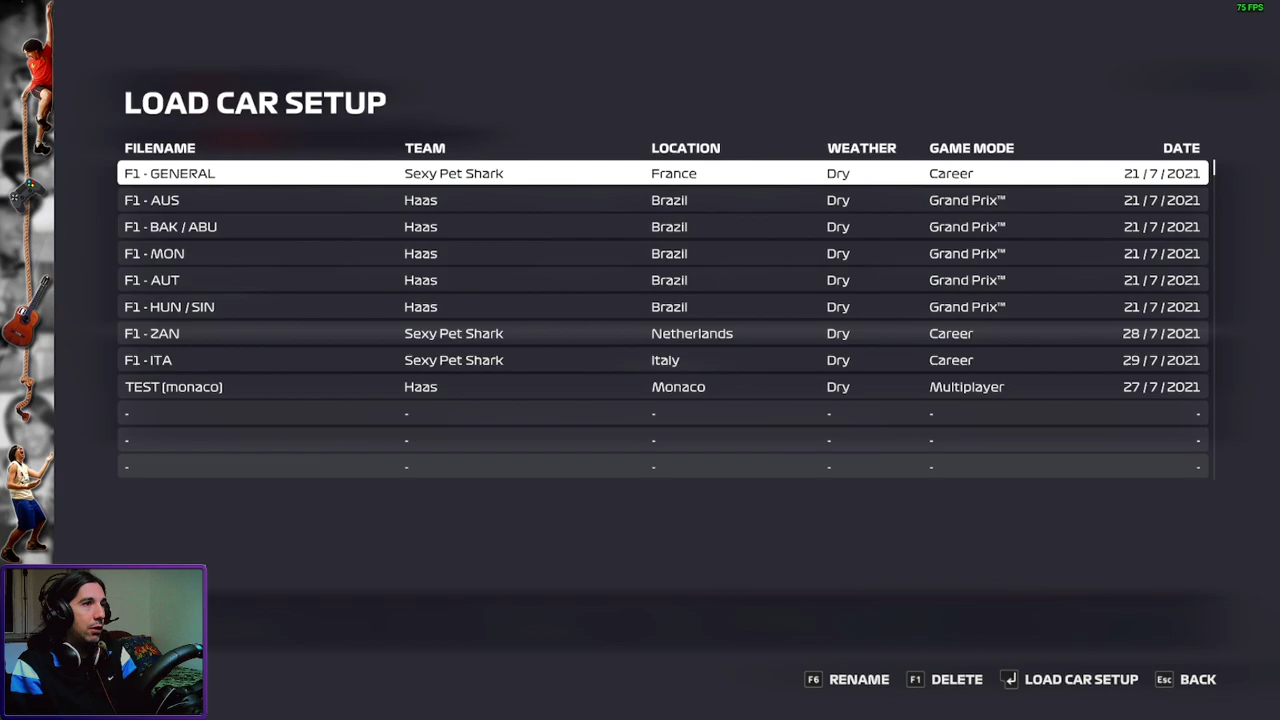 75 FPS
LOAD CAR SETUP
FILENAME TEAM LOCATION WEATHER GAME MODE DATE
F1 - GENERAL Sexy Pet Shark France Dry Career 21 / 7 / 2021
F1 - AUS Haas Brazil Dry Grand Prix™ 21 / 7 / 2021
F1 - BAK / ABU Haas Brazil Dry Grand Prix™ 21 / 7 / 2021
F1 - MON Haas Brazil Dry Grand Prix™ 21 / 7 / 2021
F1 - AUT Haas Brazil Dry Grand Prix™ 21 / 7 / 2021
F1 - HUN / SIN Haas Brazil Dry Grand Prix™ 21 / 7 / 2021
F1 - ZAN Sexy Pet Shark Netherlands Dry Career 28 / 7 / 2021
F1 - ITA Sexy Pet Shark Italy Dry Career 29 / 7 / 2021
TEST (monaco) Haas Monaco Dry Multiplayer 27 / 7 / 2021
- - - - - -
- - - - - -
- - - - - -
F6 RENAME F1 DELETE LOAD CAR SETUP Esc BACK